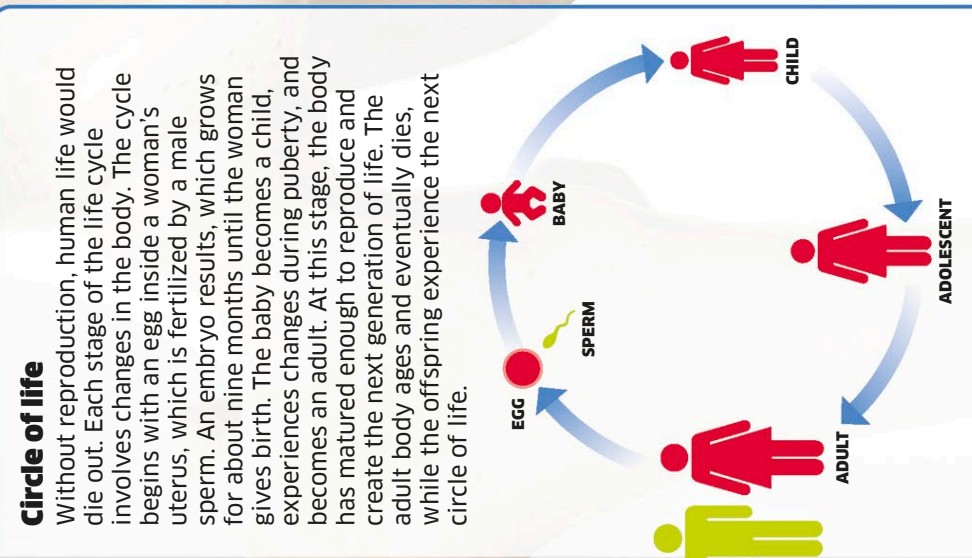 Circle of life
Without reproduction, human life would
die out. Each stage of the life cycle
involves changes in the body. The cycle
begins with an egg inside a woman's
uterus, which is fertilized by a male
sperm. An embryo results, which grows
for about nine months until the woman
gives birth. The baby becomes a child,
experiences changes during puberty, and
becomes an adult. At this stage, the body
has matured enough to reproduce and
create the next generation of life. The
adult body ages and eventually dies,
while the offspring experience the next
circle of life.
EGG
SPERM
BABY
CHILD
ADOLESCENT
ADULT